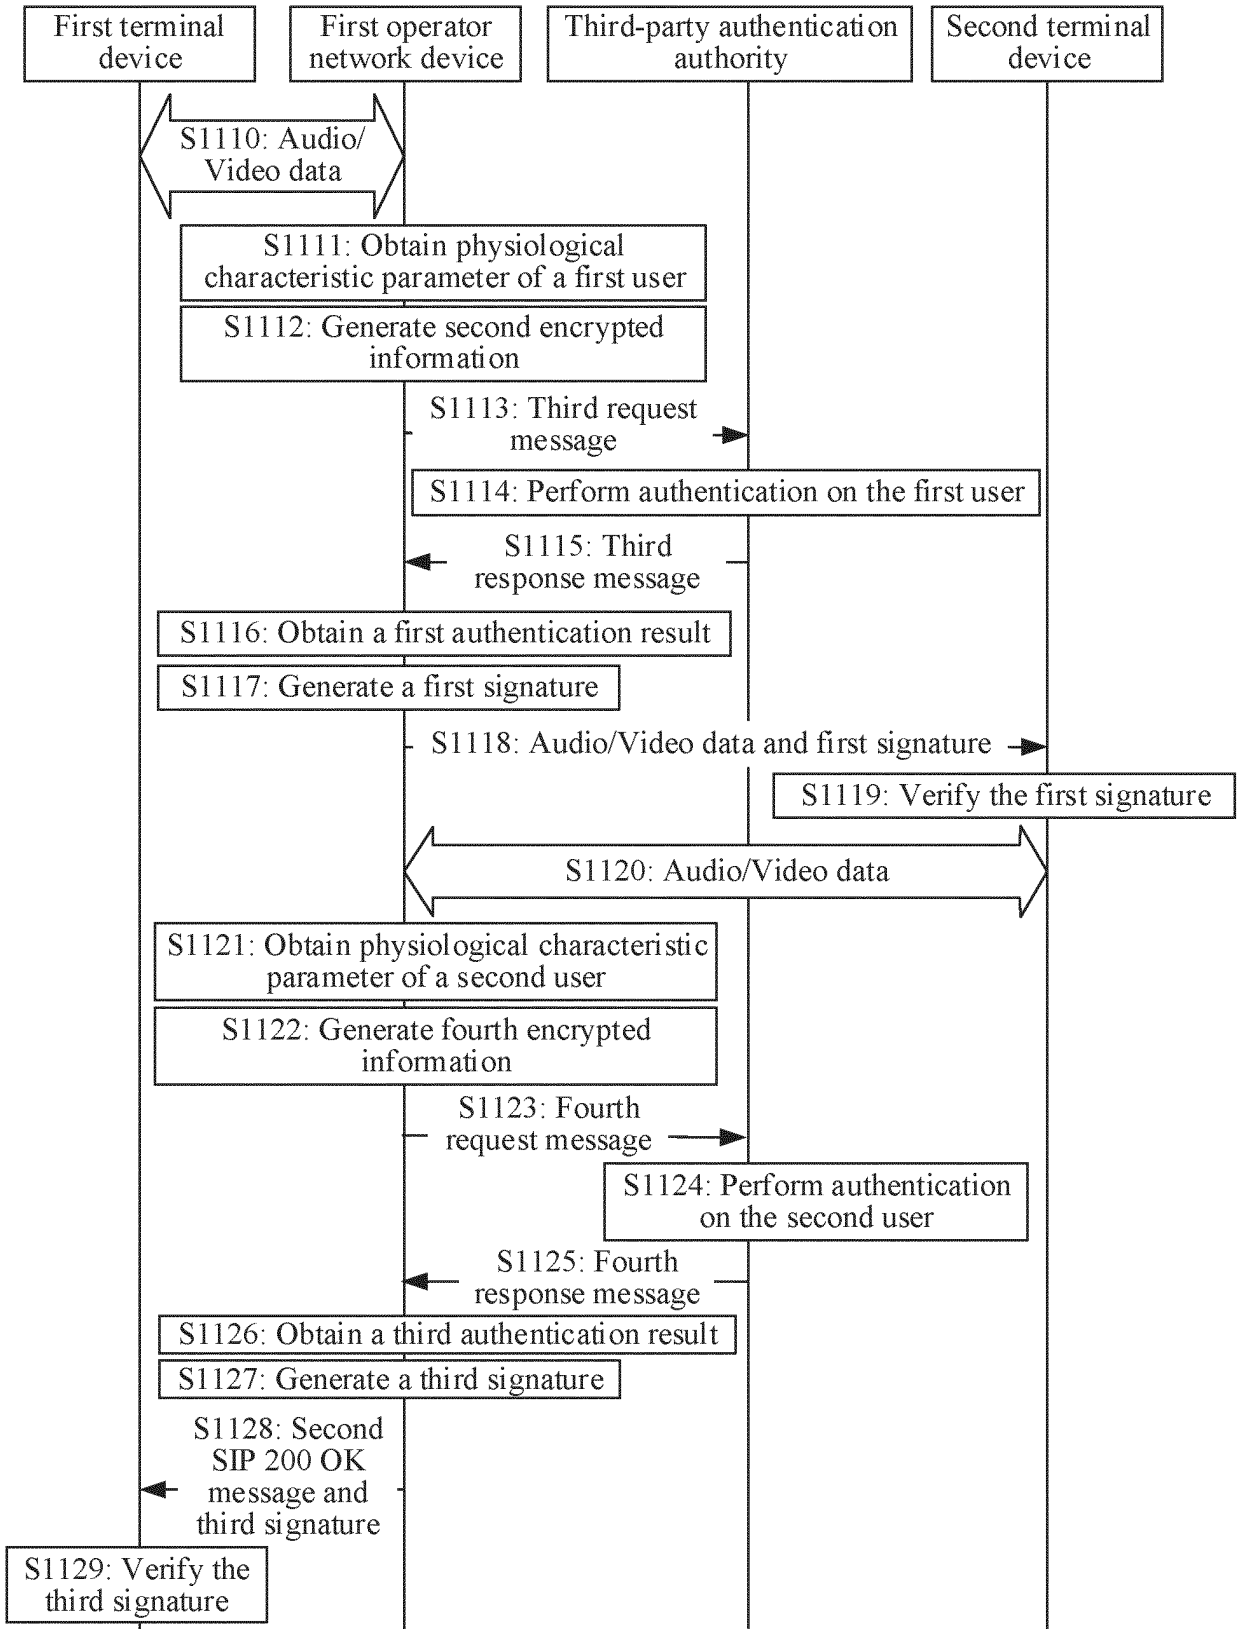 First terminal
device
First operator
network device
Third-party authentication
authority
Second terminal
device
S1110: Audio/
Video data
S1111: Obtain physiological
characteristic parameter of a first user
S1112: Generate second encrypted
information
S1113: Third request
message
S1114: Perform authentication on the first user
S1115: Third
response message
S1116: Obtain a first authentication result
S1117: Generate a first signature
S1118: Audio/Video data and first signature
S1119: Verify the first signature
S1120: Audio/Video data
S1121: Obtain physiological characteristic
parameter of a second user
S1122: Generate fourth encrypted
information
S1123: Fourth
request message
S1124: Perform authentication
on the second user
S1125: Fourth
response message
S1126: Obtain a third authentication result
S1127: Generate a third signature
S1128: Second
SIP 200 OK
message and
third signature
S1129: Verify the
third signature